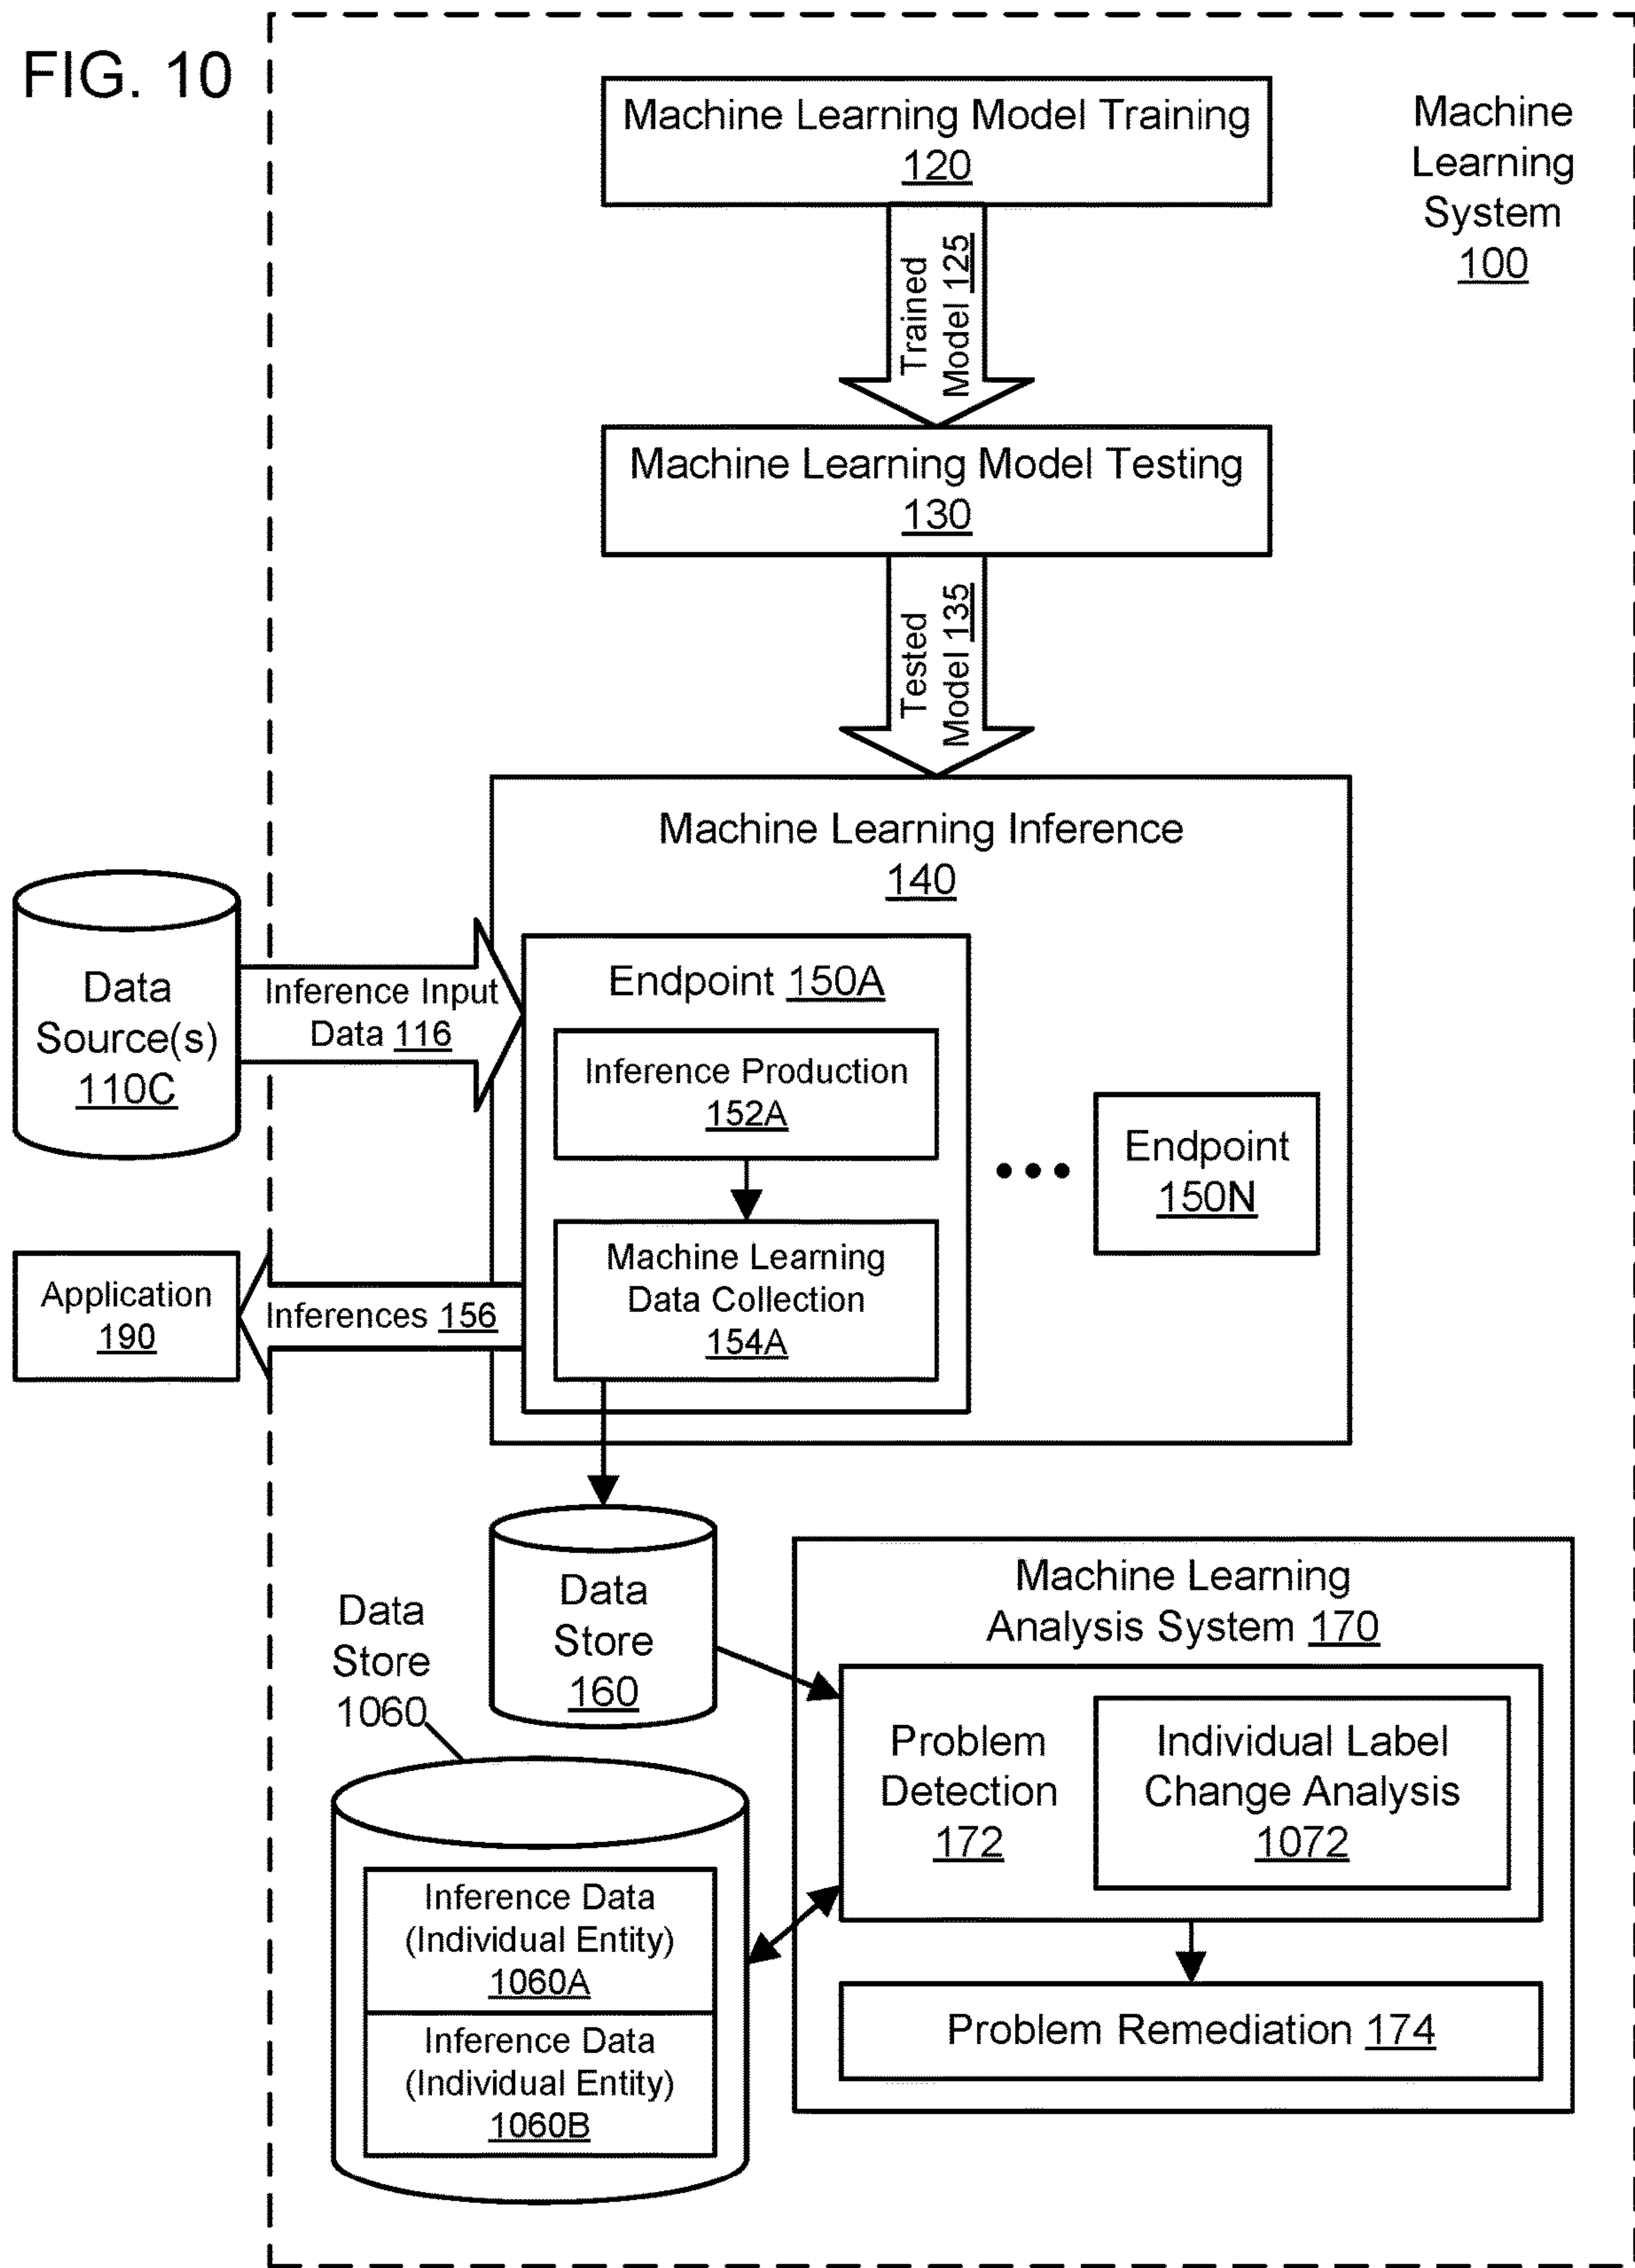 FIG. 10
Machine
Learning
System
100
Machine Learning Model Training
120
Trained
Model 125
Machine Learning Model Testing
130
Tested
Model 135
Machine Learning Inference
140
Data
Source(s)
110C
Inference Input
Data 116
Endpoint 150A
Inference Production
152A
Machine Learning
Data Collection
154A
Endpoint
150N
Application
190
Inferences 156
Data
Store
160
Data
Store
1060
Inference Data
(Individual Entity)
1060A
Inference Data
(Individual Entity)
1060B
Machine Learning
Analysis System 170
Problem
Detection
172
Individual Label
Change Analysis
1072
Problem Remediation 174